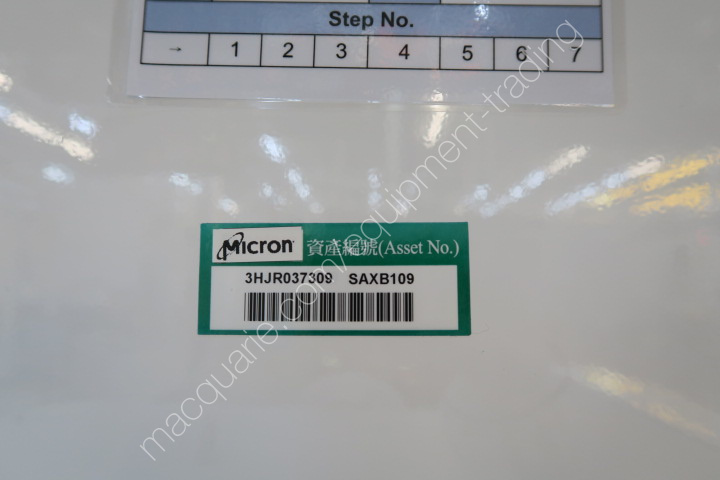 Step No.
→ 1 2 3 4 5 6 7
Micron 資產編號(Asset No.)
3HJR037309 SAXB109
macquarie.com/equipment-trading